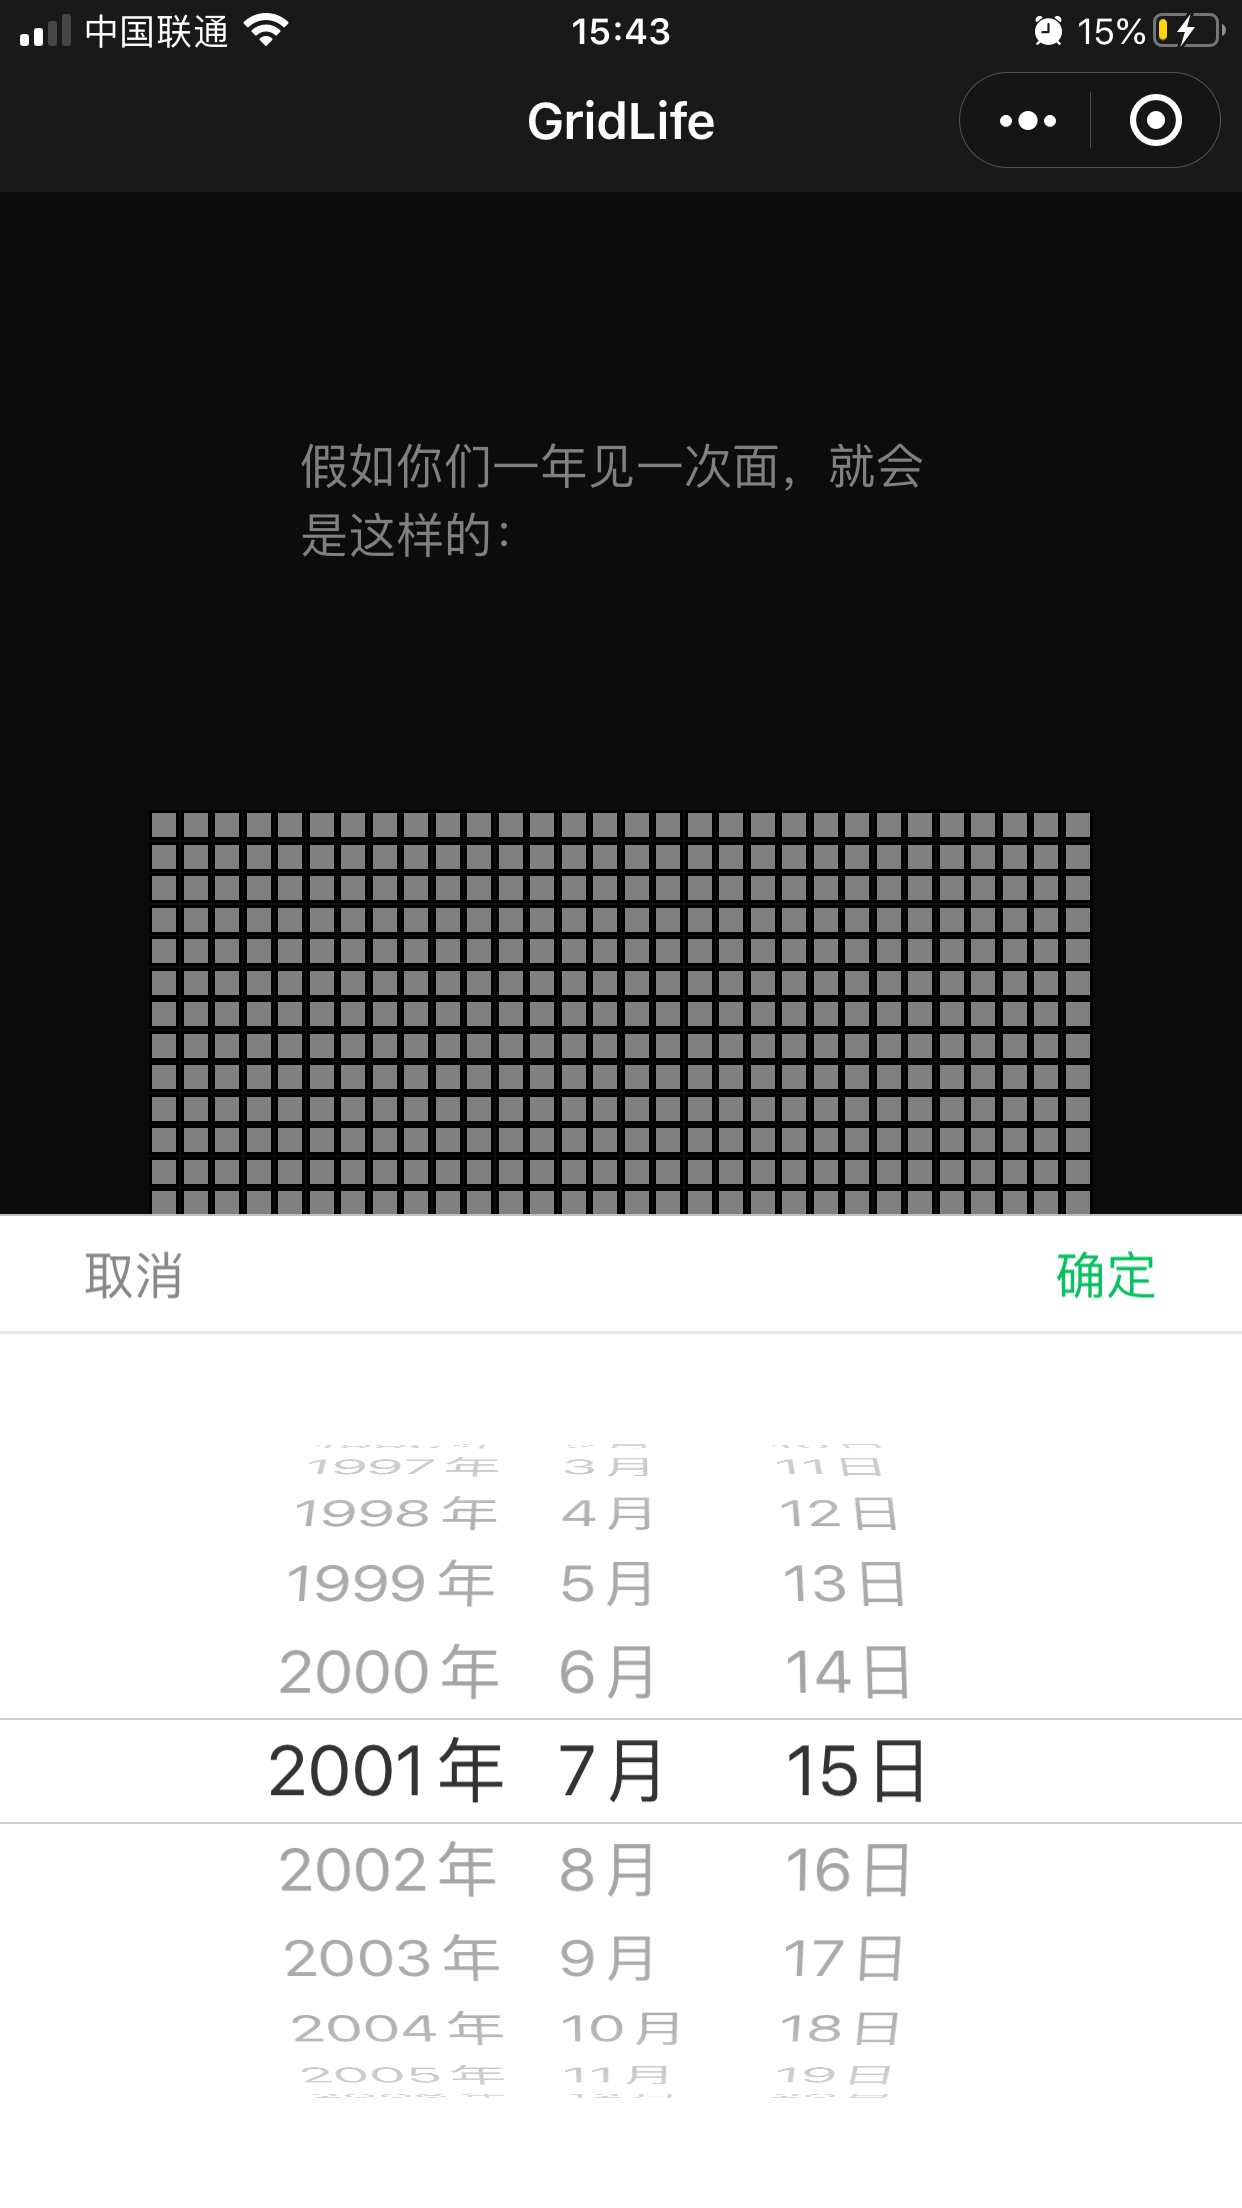 中国联通
15:43
15%
GridLife
假如你们一年见一次面，就会
是这样的：
取消
确定
1997年 3月 11日
1998年 4月 12日
1999年 5月 13日
2000年 6月 14日
2001年 7月 15日
2002年 8月 16日
2003年 9月 17日
2004年 10月 18日
2005年 11月 19日